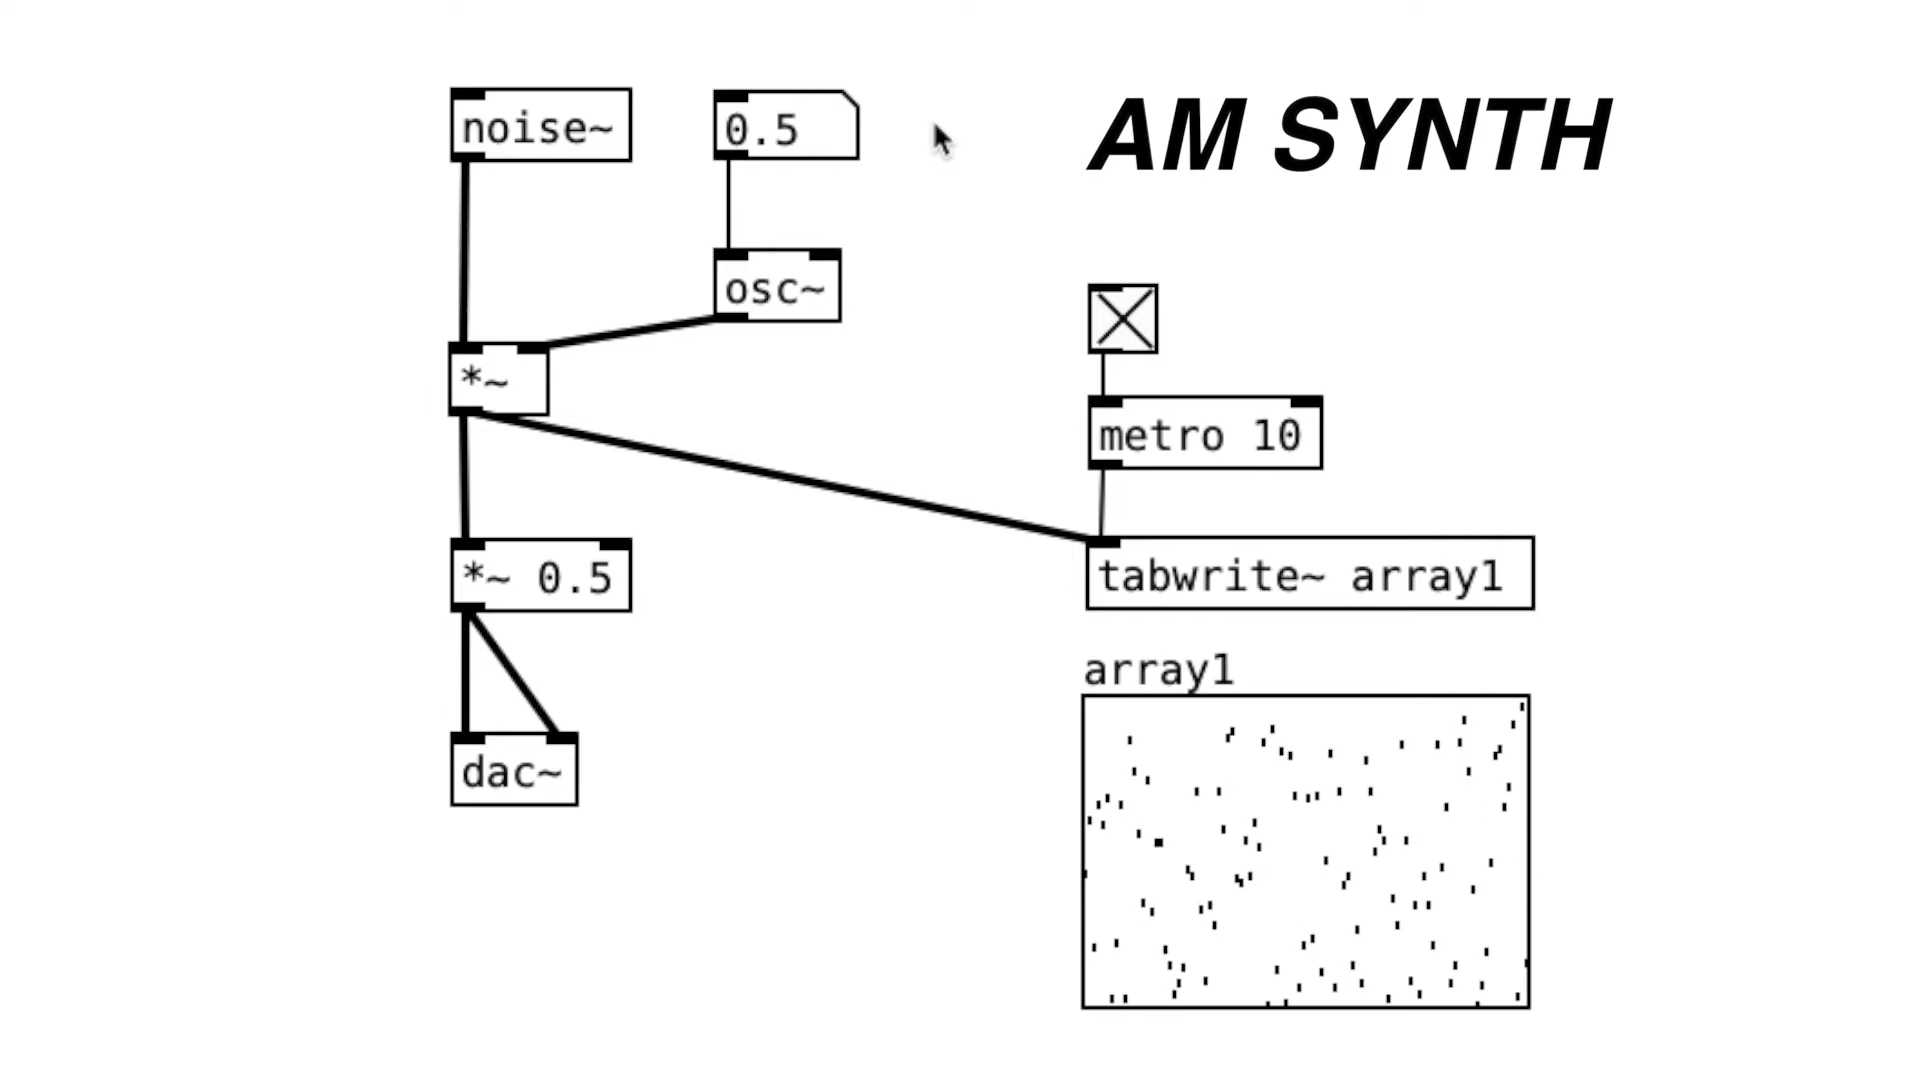 noise~
0.5
AM SYNTH
osc~
*~
metro 10
*~ 0.5
tabwrite~ array1
array1
dac~